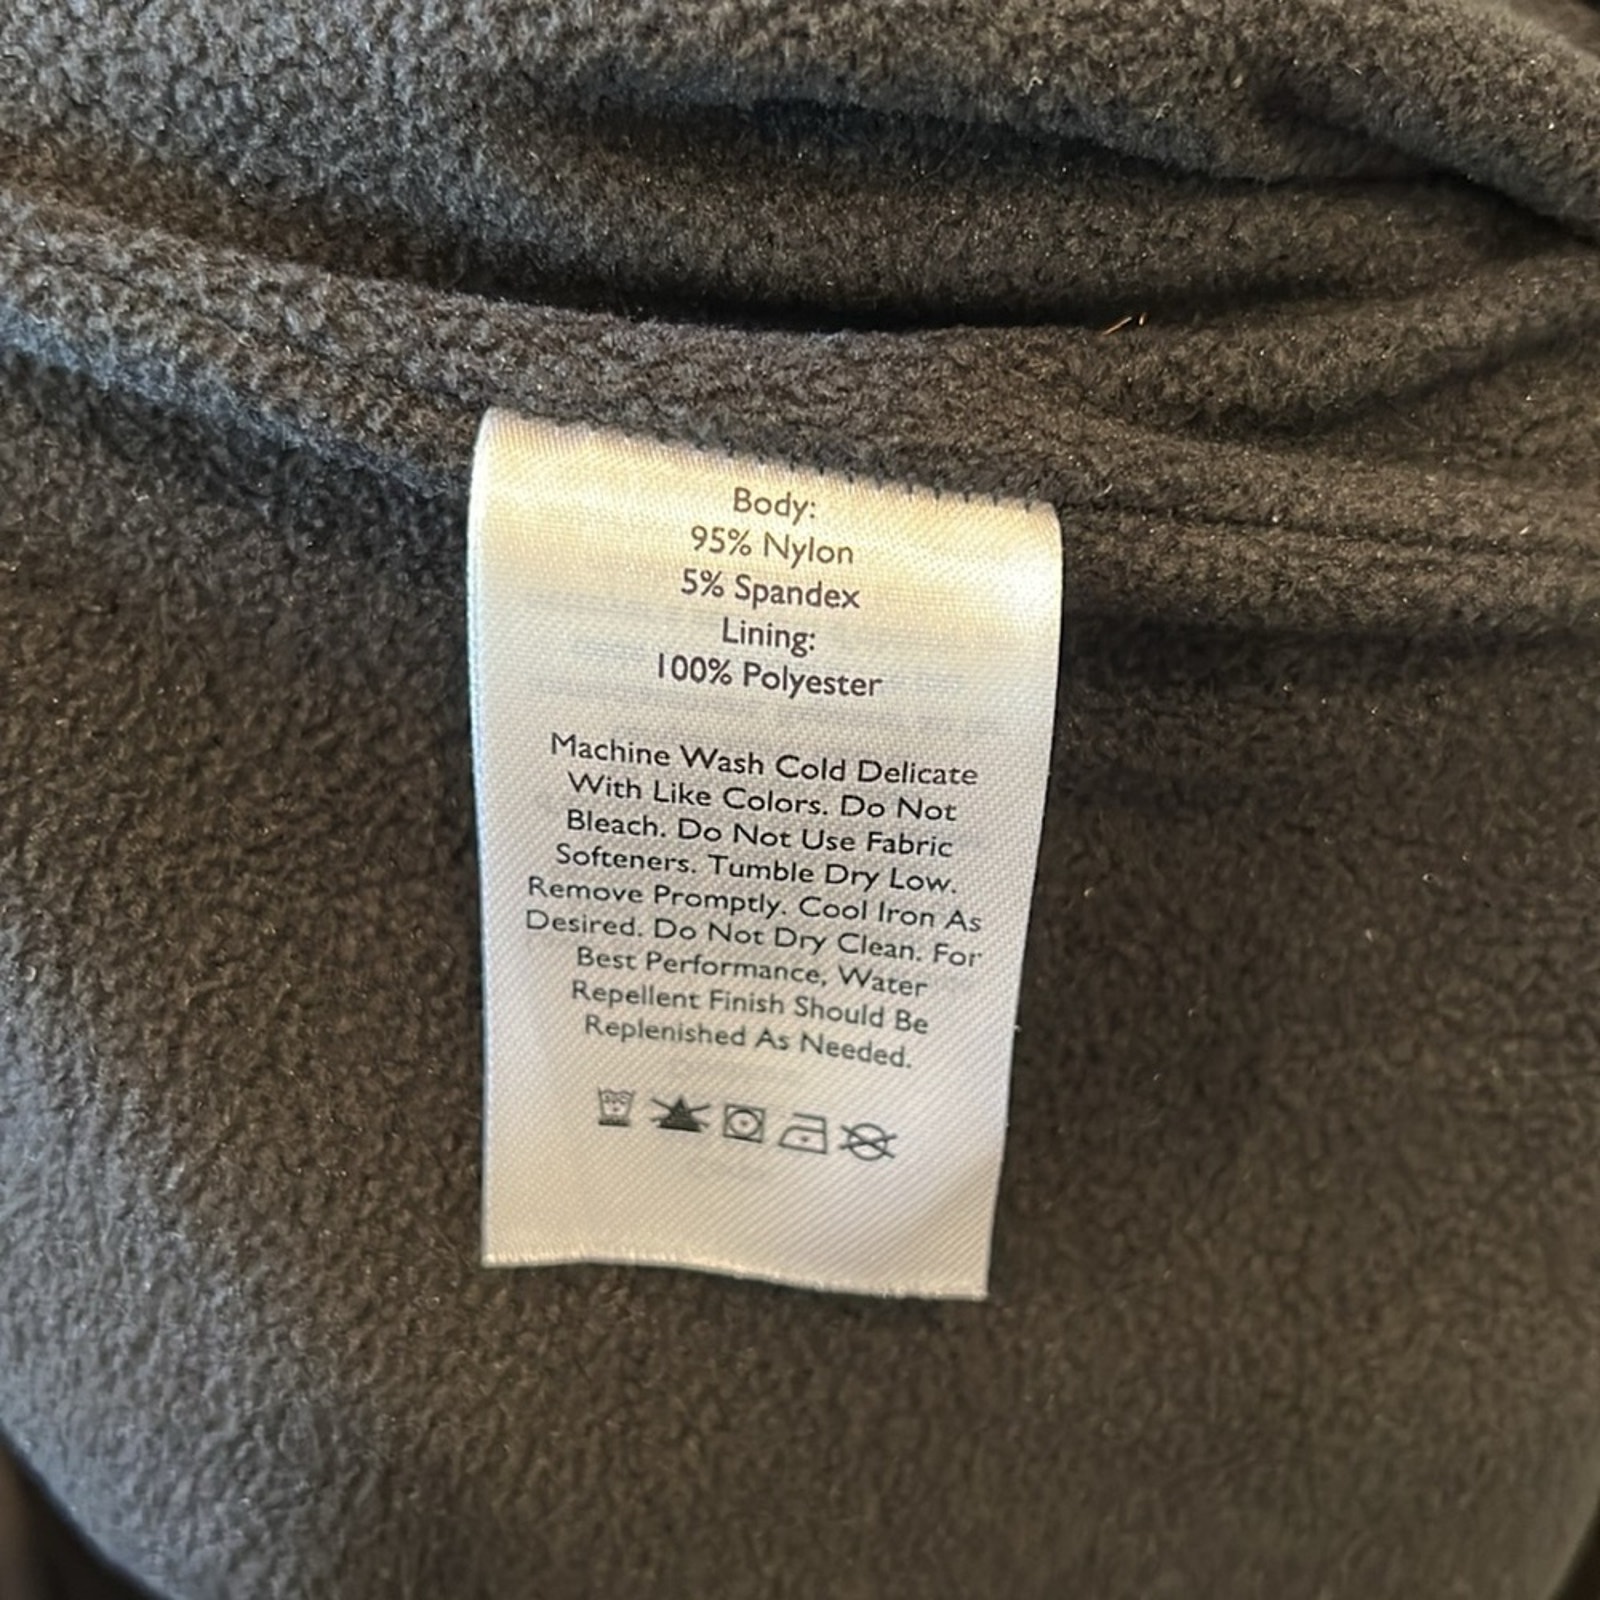 Body:
95% Nylon
5% Spandex
Lining:
100% Polyester
Machine Wash Cold Delicate
With Like Colors. Do Not
Bleach. Do Not Use Fabric
Softeners. Tumble Dry Low.
Remove Promptly. Cool Iron As
Desired. Do Not Dry Clean. For
Best Performance, Water
Repellent Finish Should Be
Replenished As Needed.